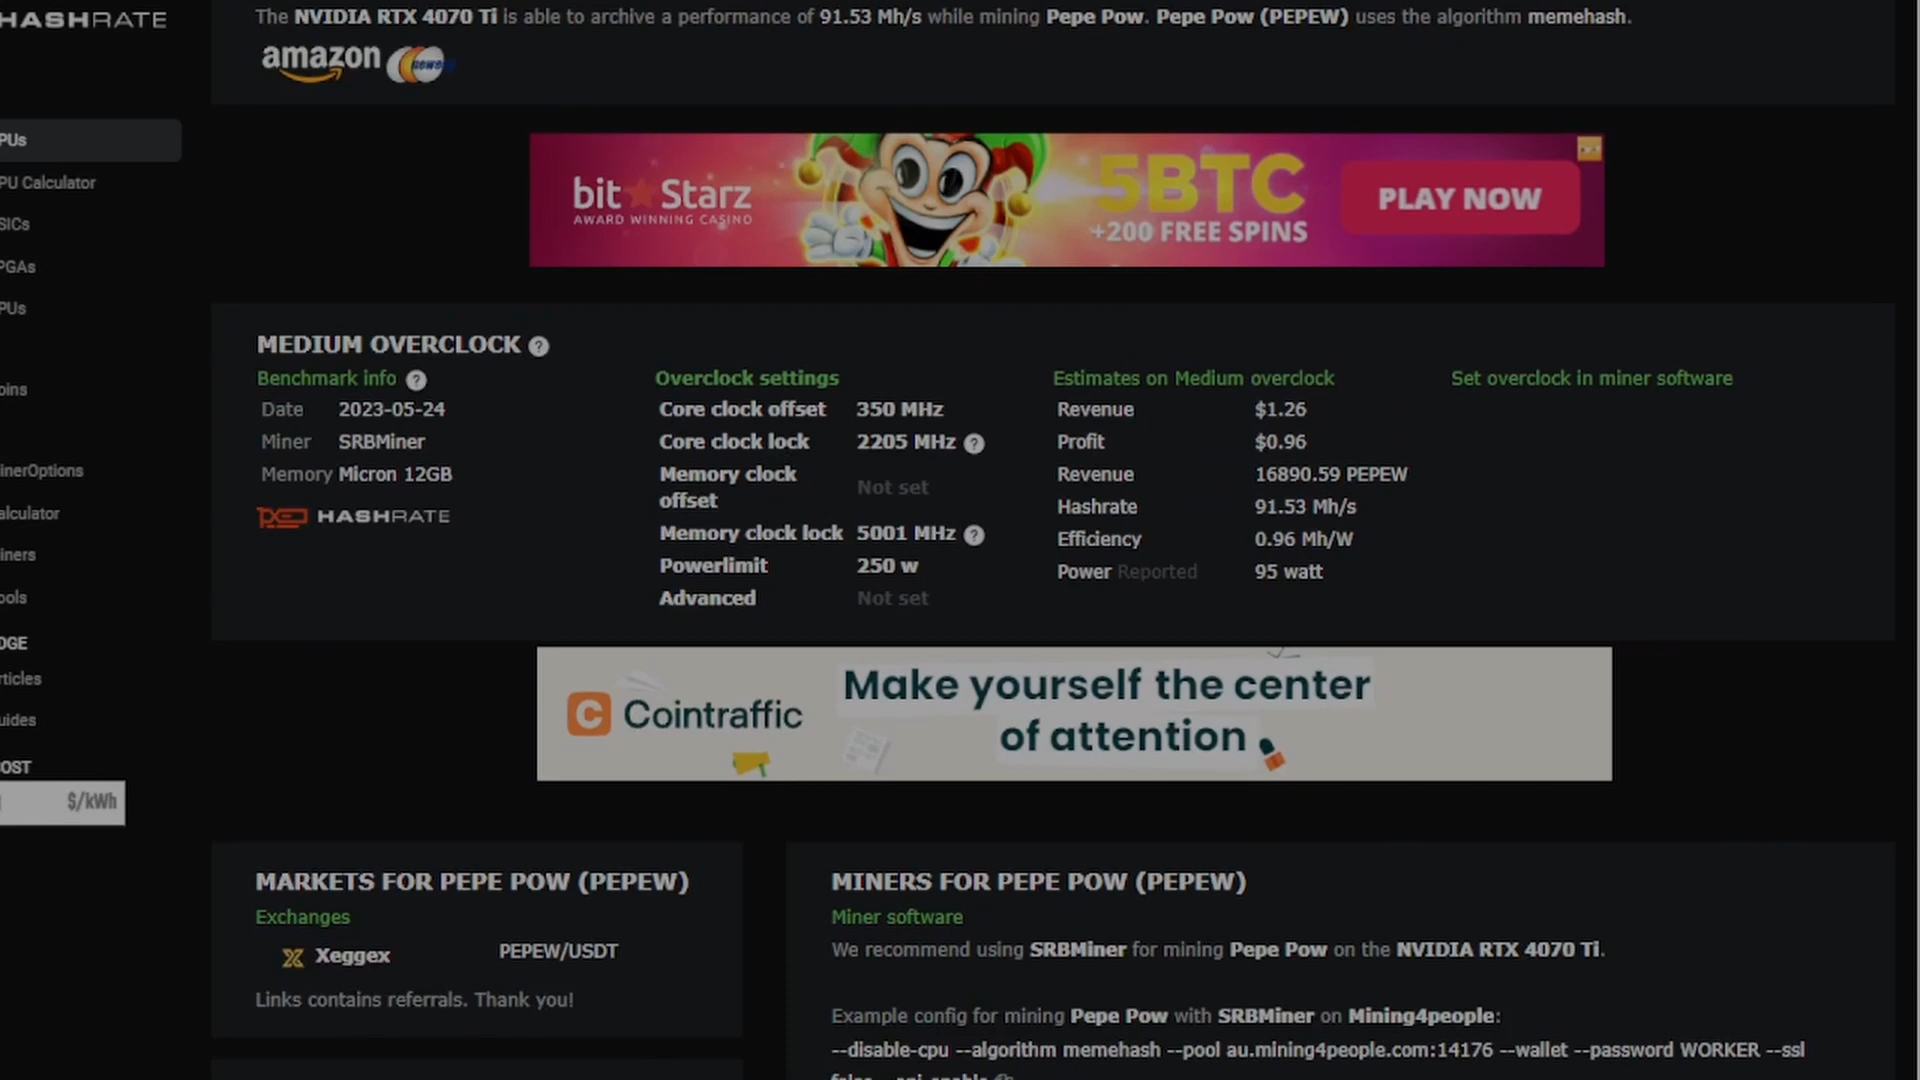 HASHRATE
The NVIDIA RTX 4070 Ti is able to archive a performance of 91.53 Mh/s while mining Pepe Pow. Pepe Pow (PEPEW) uses the algorithm memehash.
amazon
PUs
PU Calculator
SICs
PGAs
PUs
oins
inerOptions
alculator
iners
ools
OGE
rticles
uides
OST
$/kWh
bit Starz
AWARD WINNING CASINO
5BTC
+200 FREE SPINS
PLAY NOW
MEDIUM OVERCLOCK ?
Benchmark info ?
Date 2023-05-24
Miner SRBMiner
Memory Micron 12GB
HASHRATE
Overclock settings
Core clock offset 350 MHz
Core clock lock 2205 MHz ?
Memory clock offset Not set
Memory clock lock 5001 MHz ?
Powerlimit 250 w
Advanced Not set
Estimates on Medium overclock
Revenue $1.26
Profit $0.96
Revenue 16890.59 PEPEW
Hashrate 91.53 Mh/s
Efficiency 0.96 Mh/W
Power Reported 95 watt
Set overclock in miner software
Cointraffic
Make yourself the center
of attention
MARKETS FOR PEPE POW (PEPEW)
Exchanges
Xeggex PEPEW/USDT
Links contains referrals. Thank you!
MINERS FOR PEPE POW (PEPEW)
Miner software
We recommend using SRBMiner for mining Pepe Pow on the NVIDIA RTX 4070 Ti.
Example config for mining Pepe Pow with SRBMiner on Mining4people:
--disable-cpu --algorithm memehash --pool au.mining4people.com:14176 --wallet --password WORKER --ssl